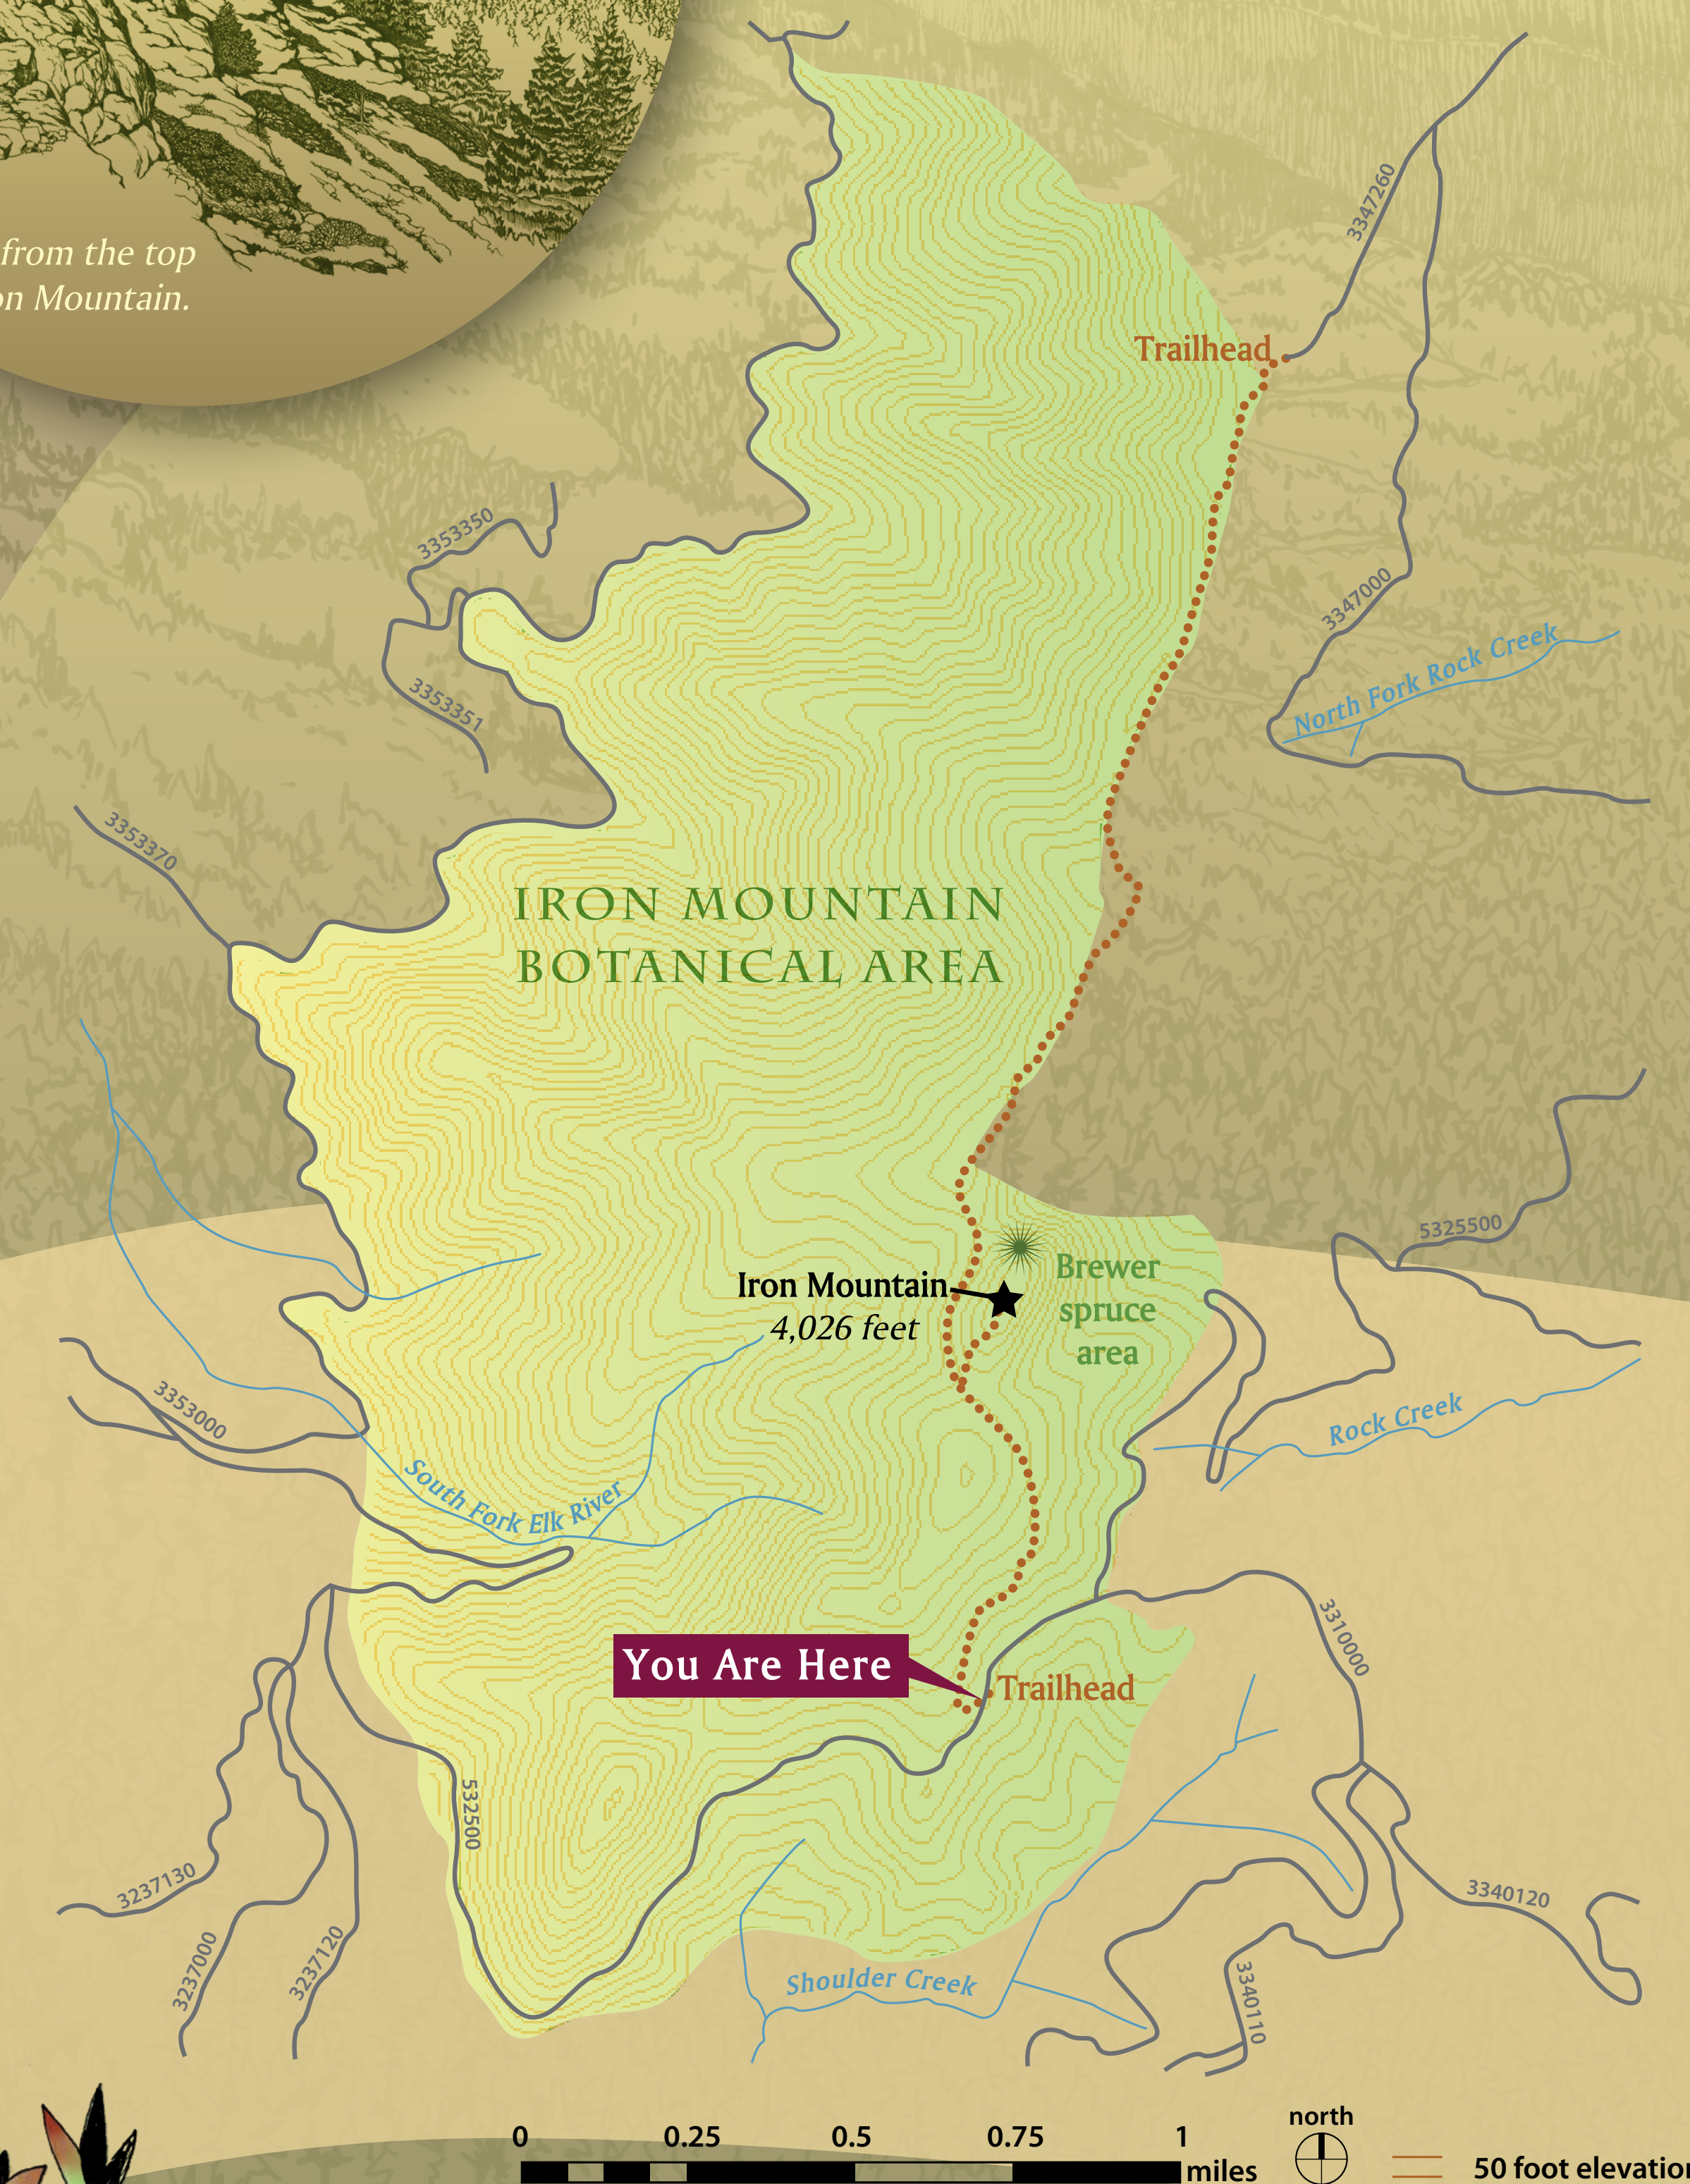 from the top
on Mountain.
3347260
Trailhead
3353350
3347000
North Fork Rock Creek
3353351
3353370
IRON MOUNTAIN
BOTANICAL AREA
5325500
Brewer
spruce
area
Iron Mountain
4,026 feet
3353000
Rock Creek
South Fork Elk River
3310000
You Are Here
Trailhead
532500
3237130
3340120
3237000
3237120
Shoulder Creek
3340110
north
0 0.25 0.5 0.75 1
miles
50 foot elevation